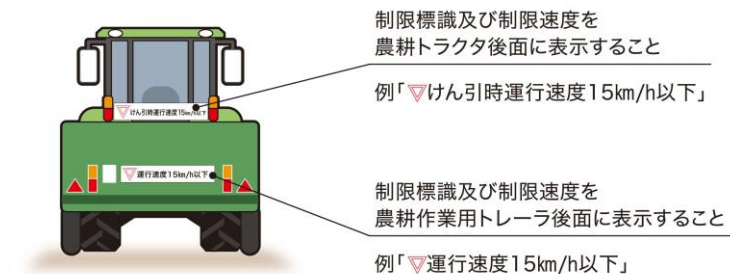 制限標識及び制限速度を
農耕トラクタ後面に表示すること
例「▽けん引時運行速度15㎞/h以下」
▽けん引時運行速度15㎞/h以下
▽運行速度15㎞/h以下
制限標識及び制限速度を
農耕作業用トレーラ後面に表示すること
例「▽運行速度15㎞/h以下」